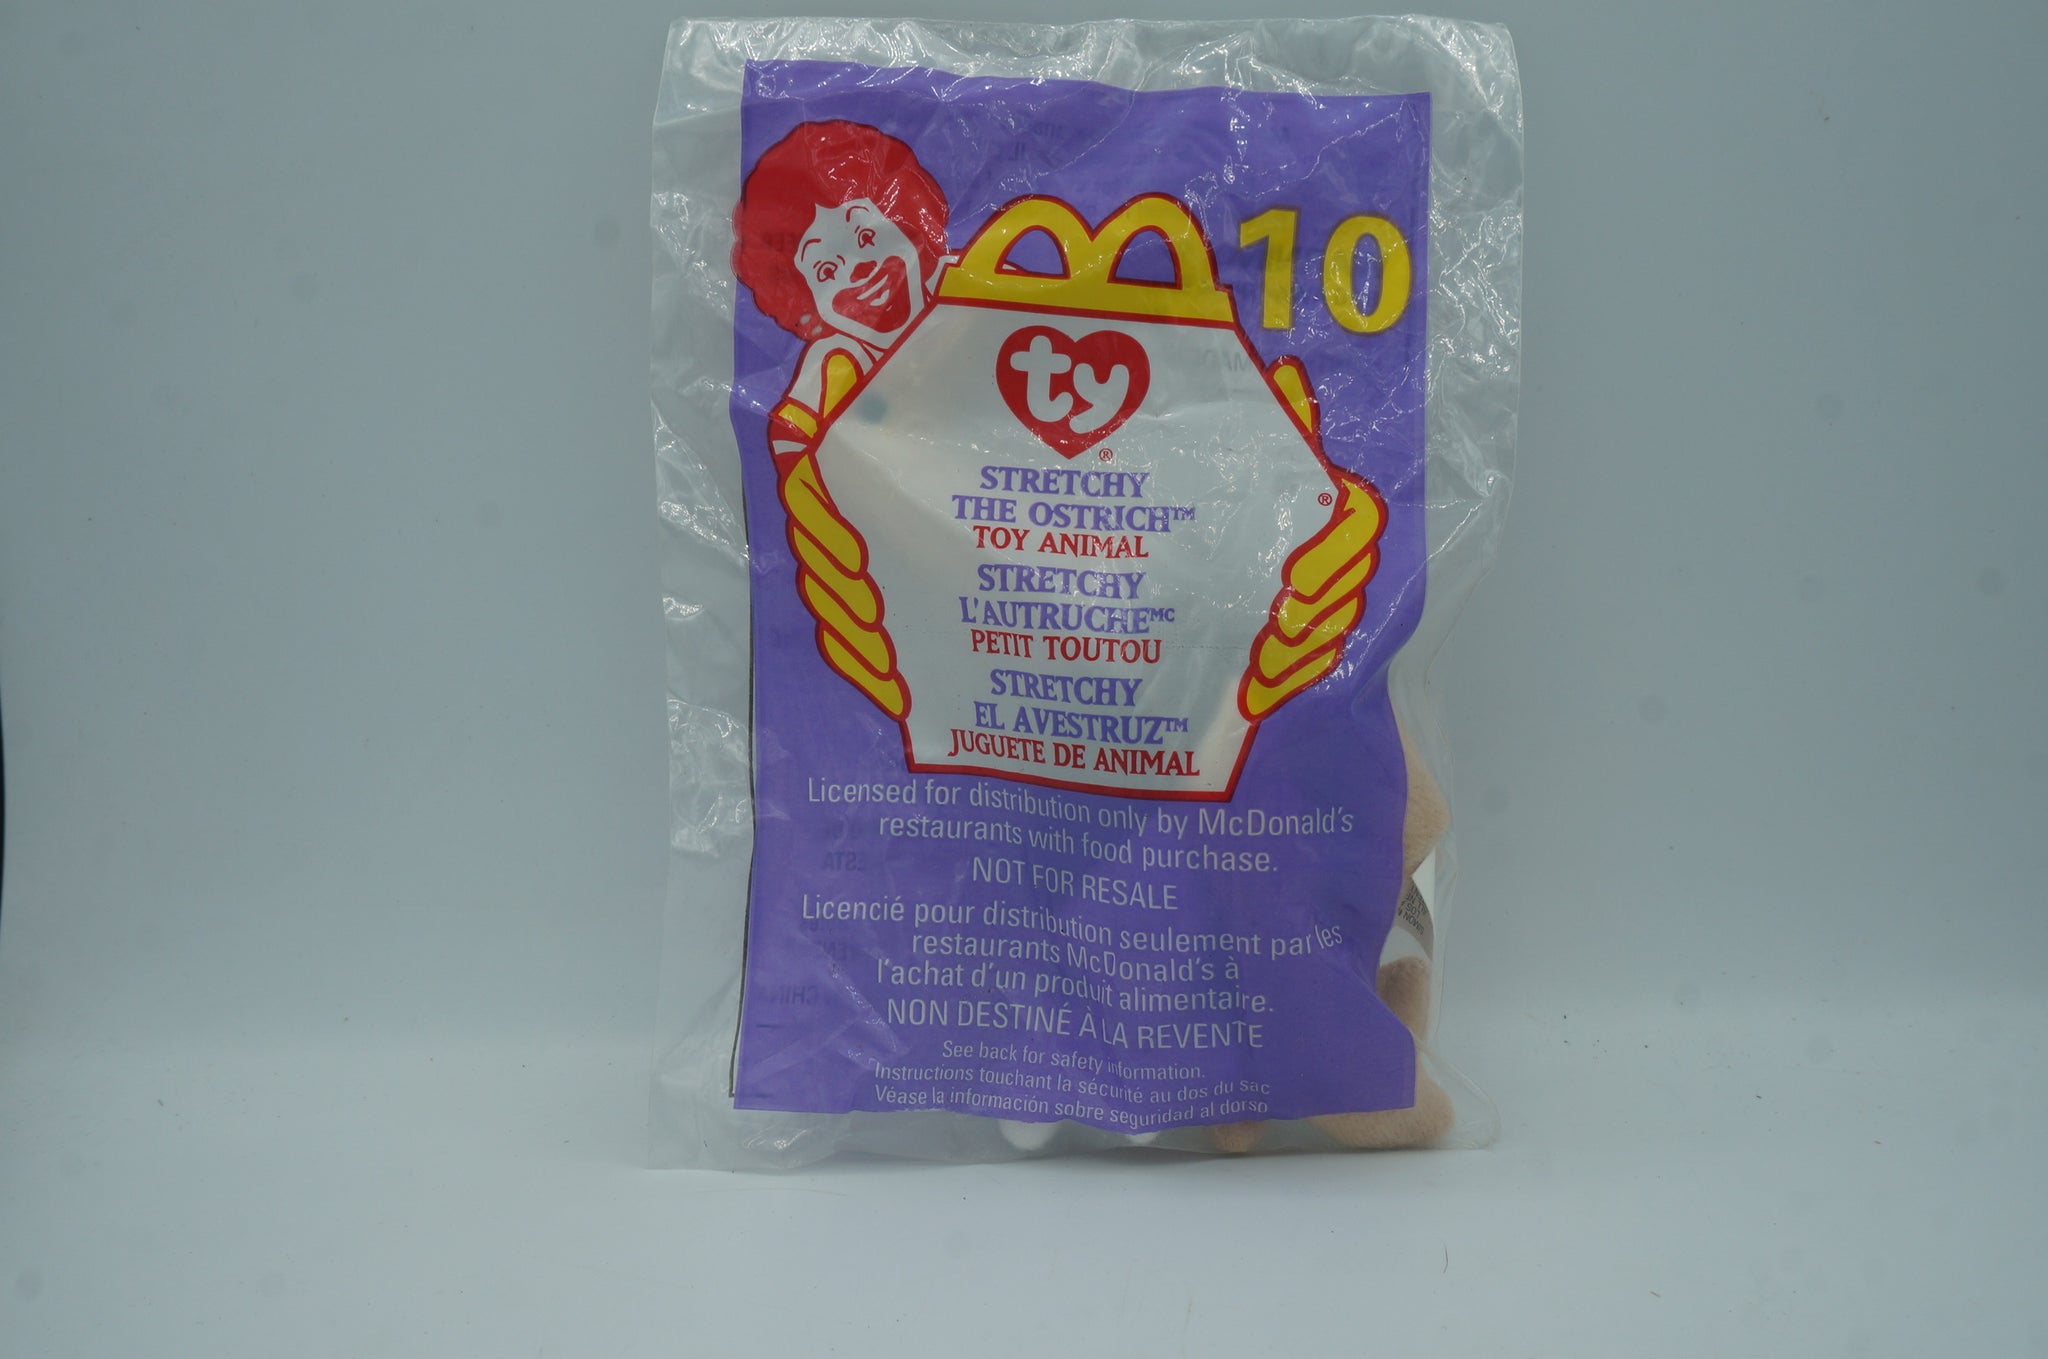 10
ty
®
STRETCHY
THE OSTRICH™
TOY ANIMAL
®
STRETCHY
L'AUTRUCHE MC
PETIT TOUTOU
STRETCHY
EL AVESTRUZ™
JUGUETE DE ANIMAL
Licensed for distribution only by McDonald's
restaurants with food purchase.
NOT FOR RESALE
Licencié pour distribution seulement par les
restaurants McDonald's à
l'achat d'un produit alimentaire.
NON DESTINÉ À LA REVENTE
See back for safety information.
Instructions touchant la sécurité au dos du sac
Véase la información sobre seguridad al dorso